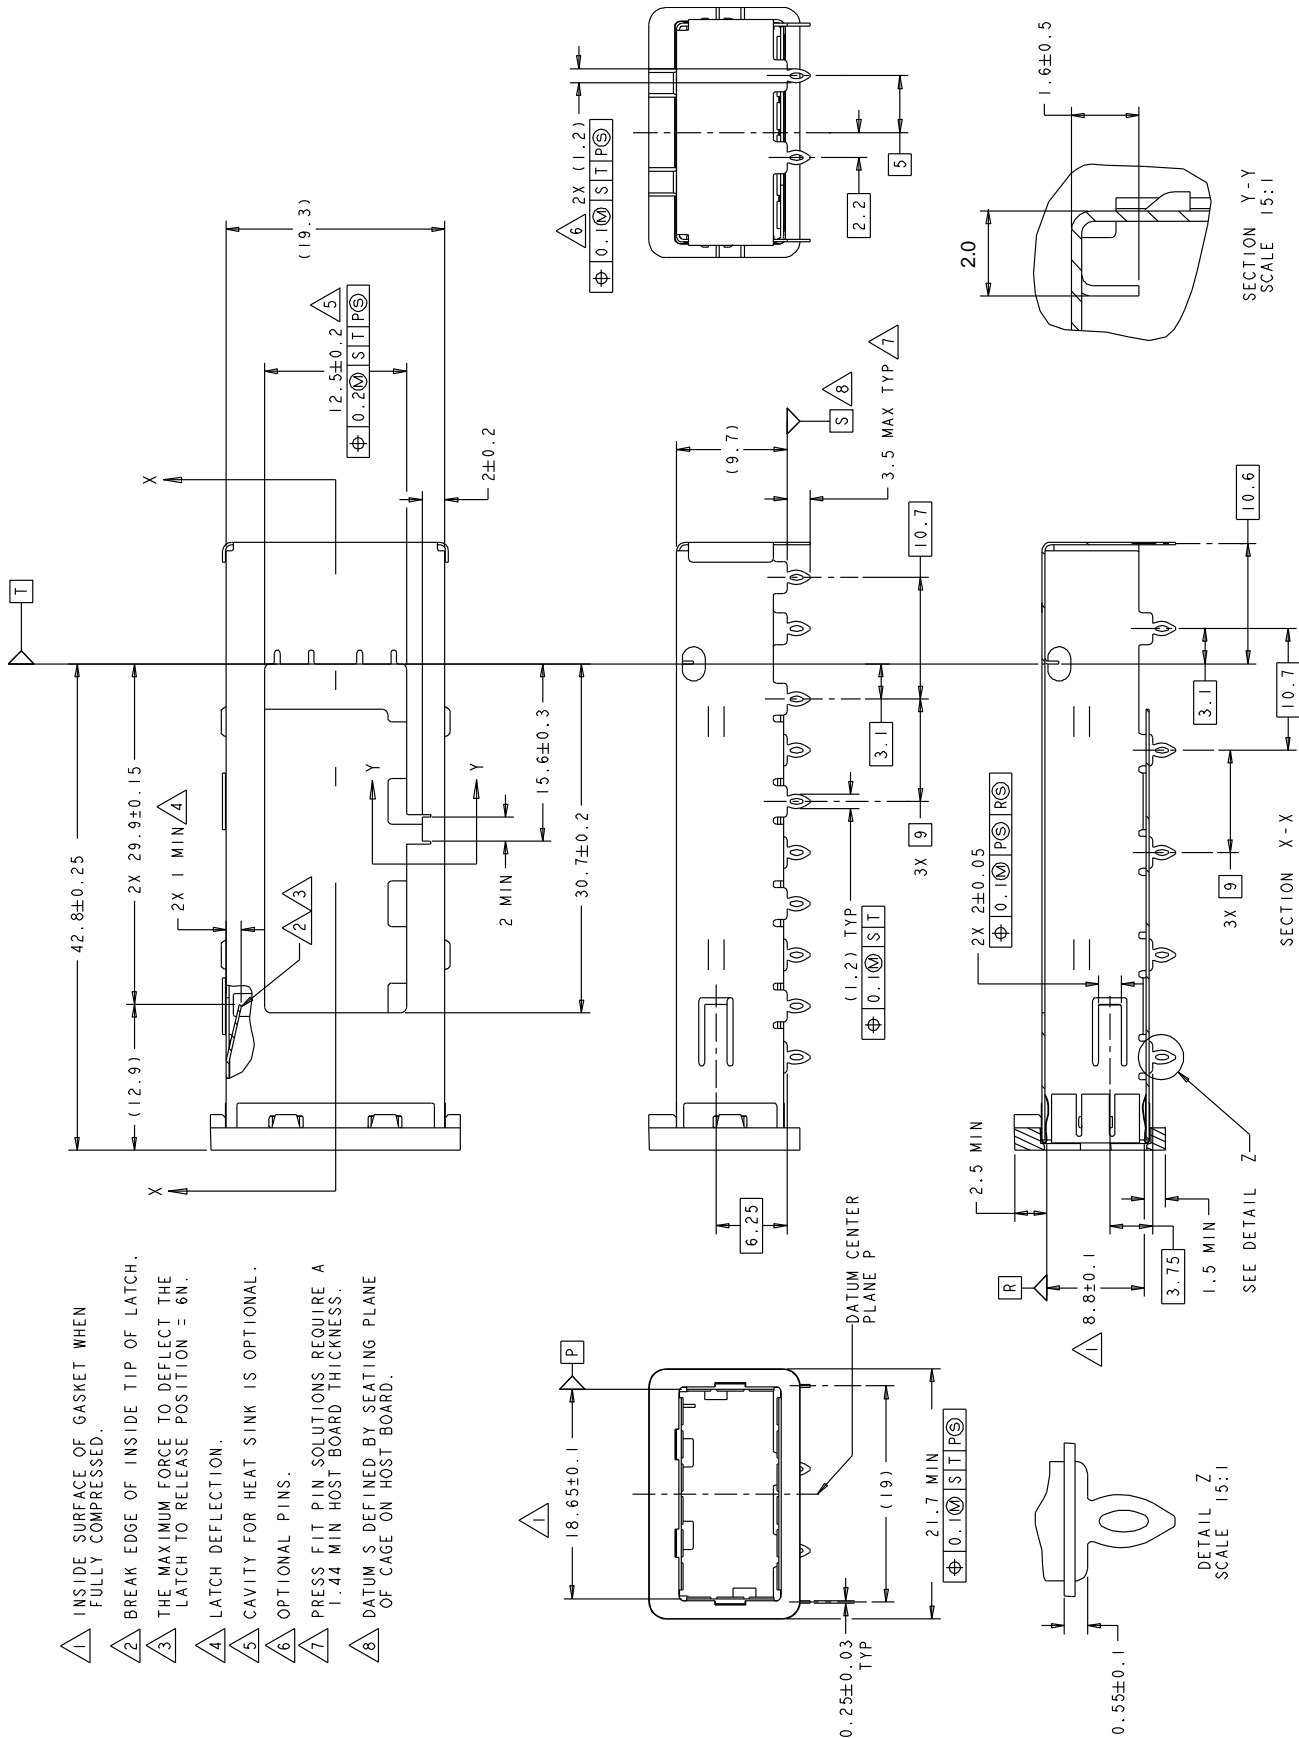 1 INSIDE SURFACE OF GASKET WHEN
FULLY COMPRESSED.
2 BREAK EDGE OF INSIDE TIP OF LATCH.
3 THE MAXIMUM FORCE TO DEFLECT THE
LATCH TO RELEASE POSITION = 6N.
4 LATCH DEFLECTION.
5 CAVITY FOR HEAT SINK IS OPTIONAL.
6 OPTIONAL PINS.
7 PRESS FIT PIN SOLUTIONS REQUIRE A
1.44 MIN HOST BOARD THICKNESS.
8 DATUM S DEFINED BY SEATING PLANE
OF CAGE ON HOST BOARD.
T
42.8±0.25
(12.9)
2X 29.9±0.15
2X 1 MIN 4
2 3
X
X
Y
Y
2 MIN
15.6±0.3
30.7±0.2
(19.3)
12.5±0.2 5
⌖ 0.2Ⓜ S T PⓈ
2±0.2
6 2X (1.2)
⌖ 0.1Ⓜ S T PⓈ
2.2
5
P
1
18.65±0.1
DATUM CENTER
PLANE P
(19)
21.7 MIN
⌖ 0.1Ⓜ S T PⓈ
0.25±0.03
TYP
6.25
(9.7)
S
8
3.5 MAX TYP 7
10.7
3.1
3X 9
(1.2) TYP
⌖ 0.1Ⓜ S T
1.6±0.5
2.0
SECTION Y-Y
SCALE 15:1
2.5 MIN
R
1 8.8±0.1
3.75
1.5 MIN
SEE DETAIL Z
2X 2±0.05
⌖ 0.1Ⓜ PⓈ RⓈ
10.6
3.1
10.7
3X 9
SECTION X-X
0.55±0.1
DETAIL Z
SCALE 15:1